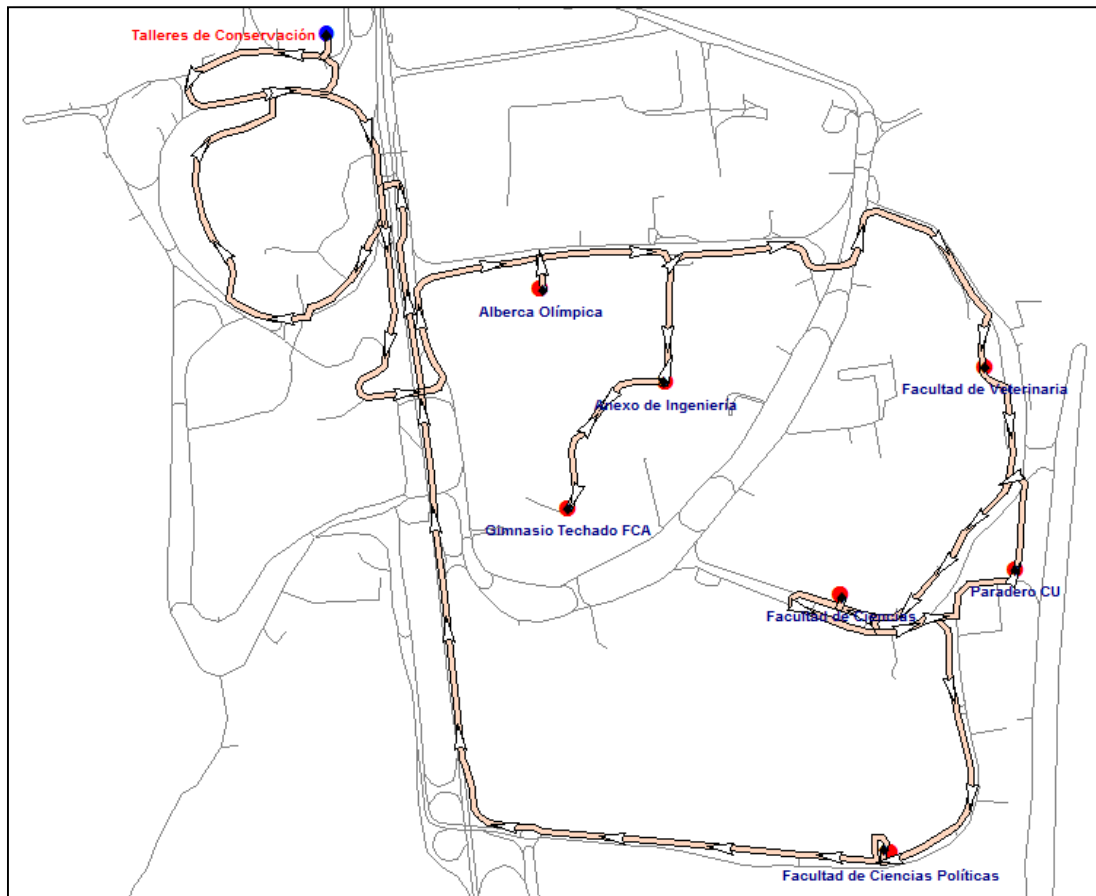 Talleres de Conservación
Alberca Olímpica
Facultad de Veterinaria
Anexo de Ingeniería
Gimnasio Techado FCA
Paradero CU
Facultad de Ciencias
Facultad de Ciencias Políticas